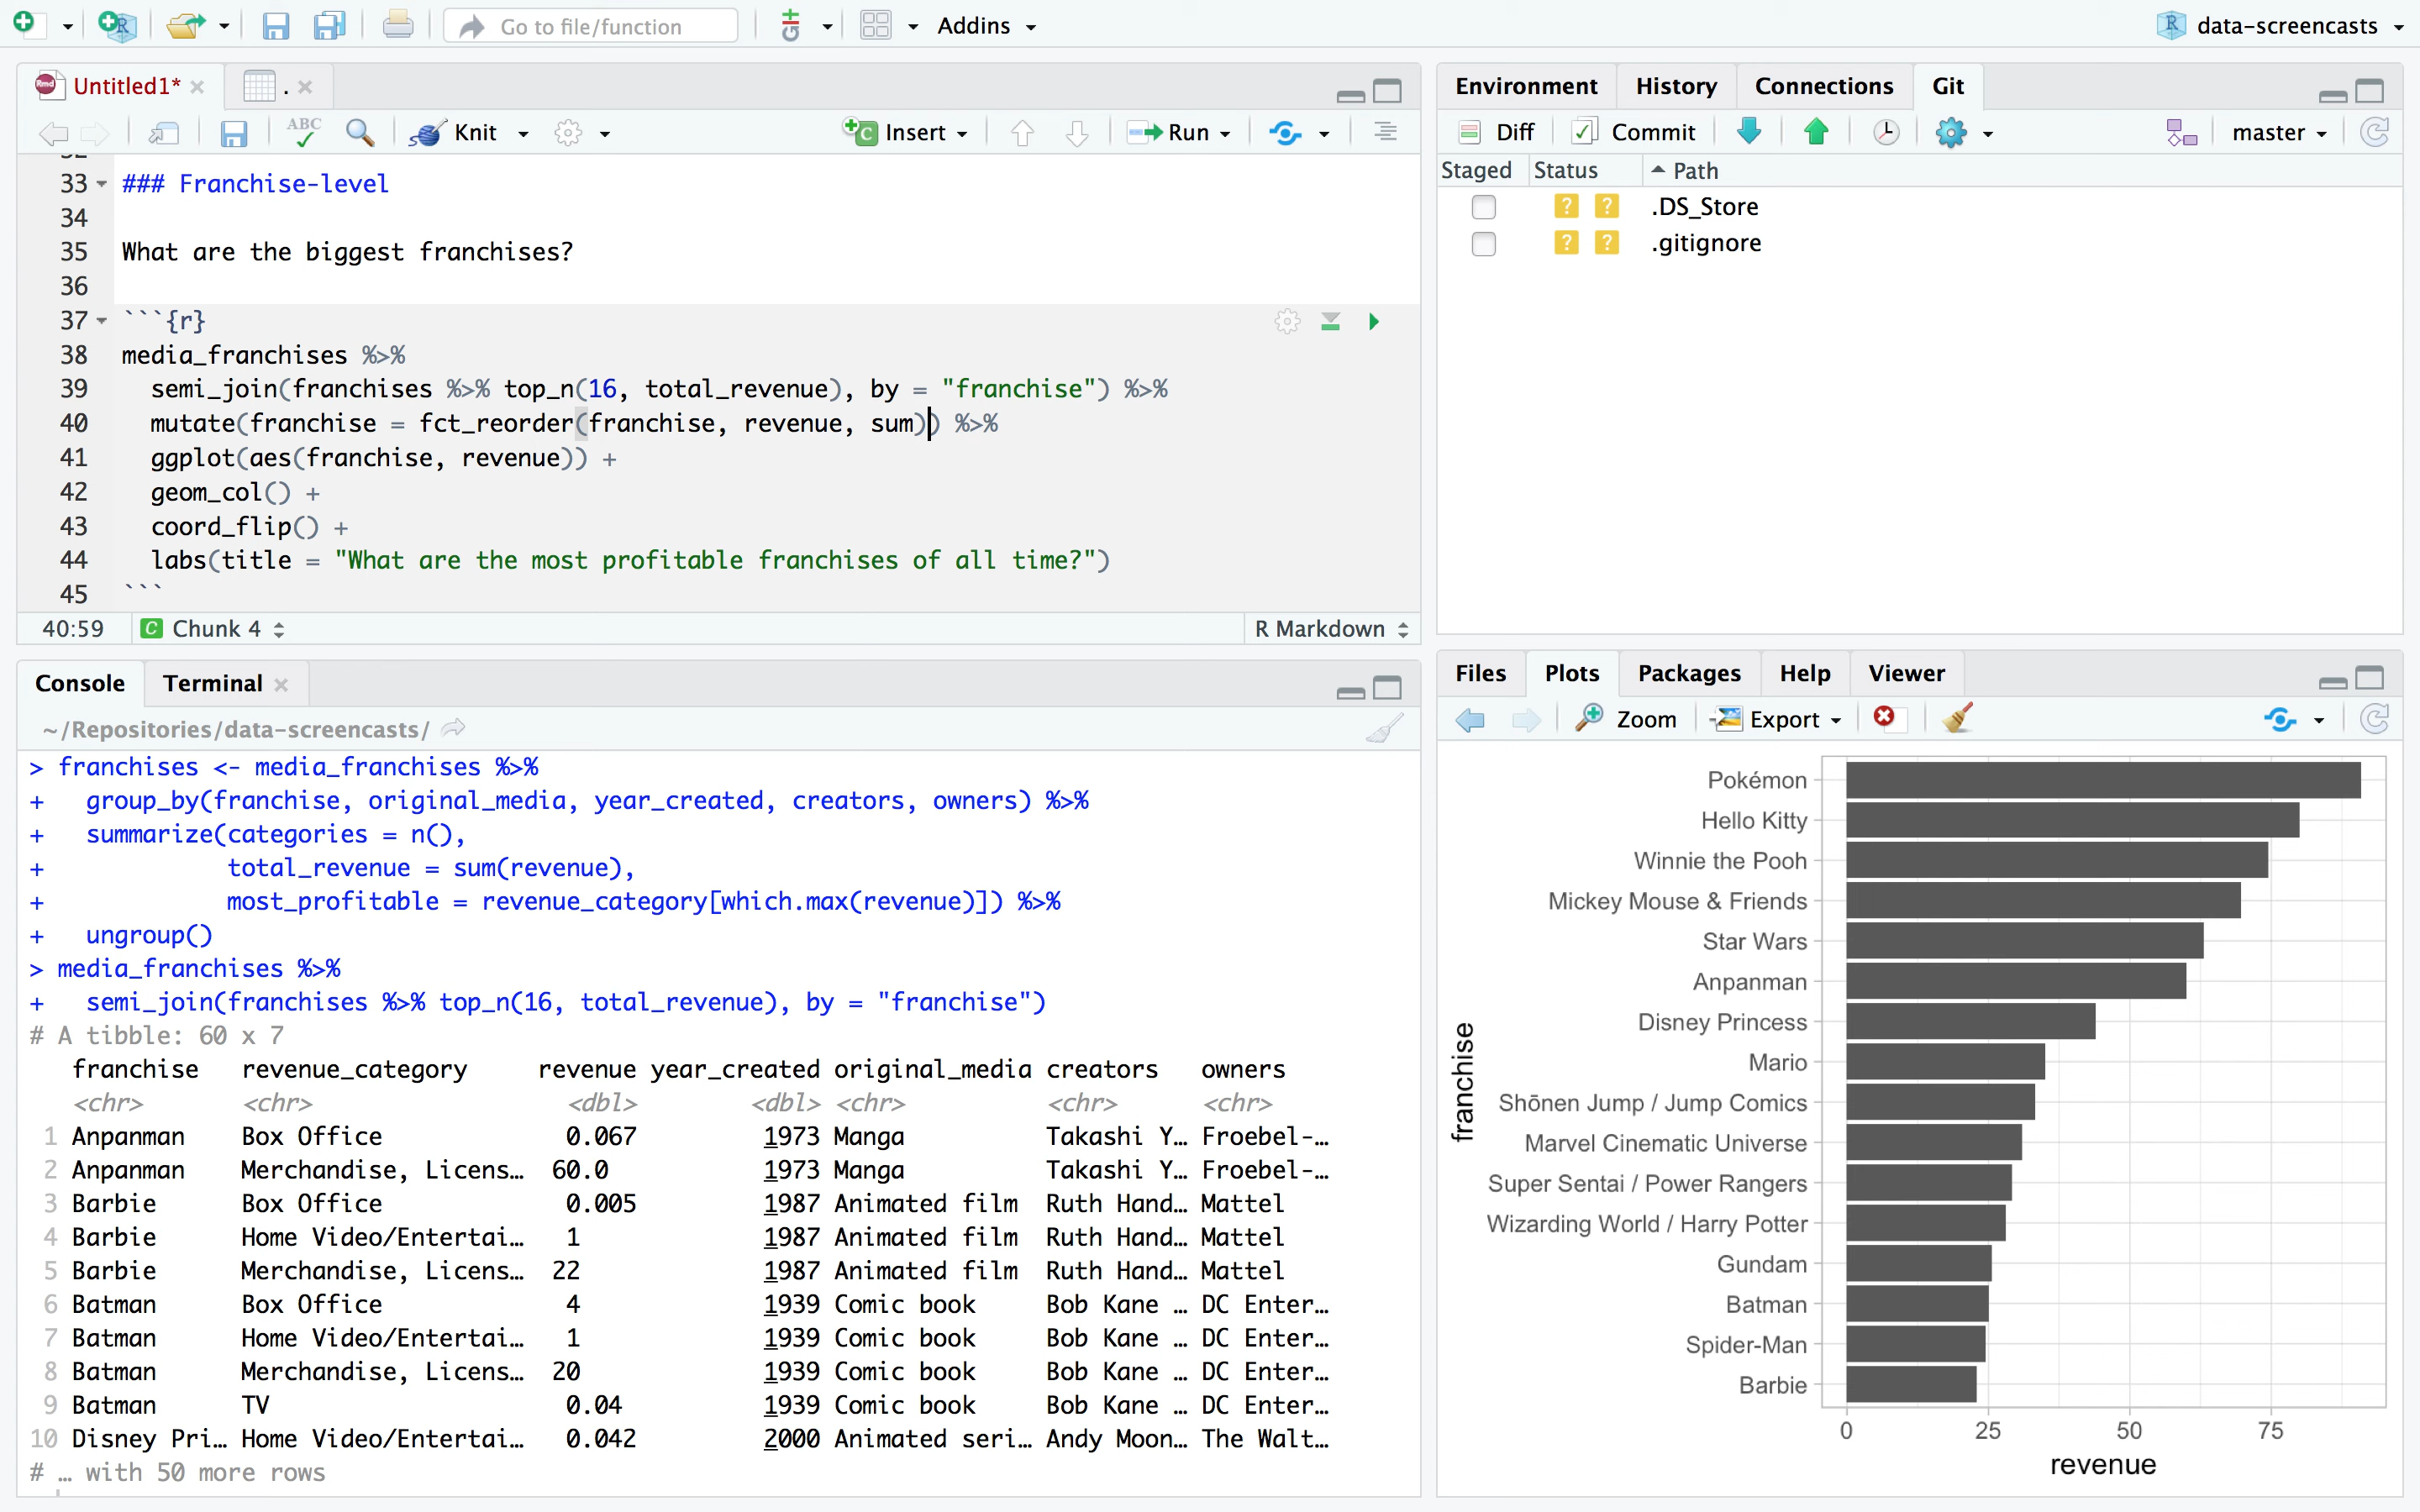 Go to file/function
Addins
data-screencasts
Untitled1*
.
ABC
Knit
Insert
Run
33 ### Franchise-level
34
35 What are the biggest franchises?
36
37 ```{r}
38 media_franchises %>%
39   semi_join(franchises %>% top_n(16, total_revenue), by = "franchise") %>%
40   mutate(franchise = fct_reorder(franchise, revenue, sum)) %>%
41   ggplot(aes(franchise, revenue)) +
42   geom_col() +
43   coord_flip() +
44   labs(title = "What are the most profitable franchises of all time?")
45 ```
40:59 C Chunk 4 R Markdown
Console Terminal
~/Repositories/data-screencasts/
> franchises <- media_franchises %>%
+   group_by(franchise, original_media, year_created, creators, owners) %>%
+   summarize(categories = n(),
+             total_revenue = sum(revenue),
+             most_profitable = revenue_category[which.max(revenue)]) %>%
+   ungroup()
> media_franchises %>%
+   semi_join(franchises %>% top_n(16, total_revenue), by = "franchise")
# A tibble: 60 x 7
franchise revenue_category revenue year_created original_media creators owners
<chr> <chr> <dbl> <dbl> <chr> <chr> <chr>
1 Anpanman Box Office 0.067 1973 Manga Takashi Y… Froebel-…
2 Anpanman Merchandise, Licens… 60.0 1973 Manga Takashi Y… Froebel-…
3 Barbie Box Office 0.005 1987 Animated film Ruth Hand… Mattel
4 Barbie Home Video/Entertai… 1 1987 Animated film Ruth Hand… Mattel
5 Barbie Merchandise, Licens… 22 1987 Animated film Ruth Hand… Mattel
6 Batman Box Office 4 1939 Comic book Bob Kane … DC Enter…
7 Batman Home Video/Entertai… 1 1939 Comic book Bob Kane … DC Enter…
8 Batman Merchandise, Licens… 20 1939 Comic book Bob Kane … DC Enter…
9 Batman TV 0.04 1939 Comic book Bob Kane … DC Enter…
10 Disney Pri… Home Video/Entertai… 0.042 2000 Animated seri… Andy Moon… The Walt…
# … with 50 more rows
Environment History Connections Git
Diff Commit master
Staged Status Path
? ? .DS_Store
? ? .gitignore
Files Plots Packages Help Viewer
Zoom Export
Pokémon
Hello Kitty
Winnie the Pooh
Mickey Mouse & Friends
Star Wars
Anpanman
Disney Princess
Mario
Shōnen Jump / Jump Comics
Marvel Cinematic Universe
Super Sentai / Power Rangers
Wizarding World / Harry Potter
Gundam
Batman
Spider-Man
Barbie
franchise
0 25 50 75
revenue